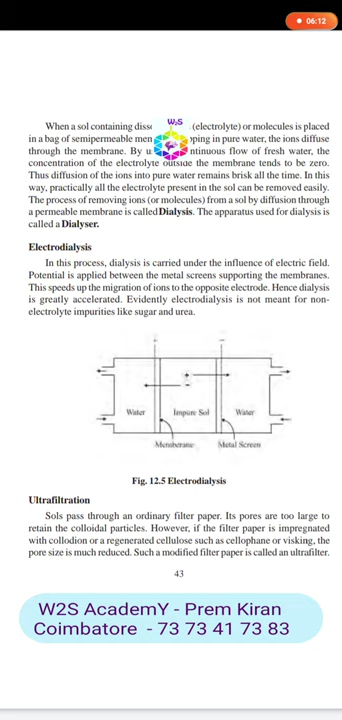 06:12
When a sol containing (electrolyte) or molecules is placed
in a bag of semipermeable in pure water, the ions diffuse
W2S
through the membrane. By flow of fresh water, the
concentration of the electrolyte outside the membrane tends to be zero.
Thus diffusion of the ions into pure water remains brisk all the time. In this
way, practically all the electrolyte present in the sol can be removed easily.
The process of removing ions (or molecules) from a sol by diffusion through
a permeable membrane is called Dialysis. The apparatus used for dialysis is
called a Dialyser.
Electrodialysis
In this process, dialysis is carried under the influence of electric field.
Potential is applied between the metal screens supporting the membranes.
This speeds up the migration of ions to the opposite electrode. Hence dialysis
is greatly accelerated. Evidently electrodialysis is not meant for non-
electrolyte impurities like sugar and urea.
Water Impure Sol Water
Memberane Metal Screen
Fig. 12.5 Electrodialysis
Ultrafiltration
Sols pass through an ordinary filter paper. Its pores are too large to
retain the colloidal particles. However, if the filter paper is impregnated
with collodion or a regenerated cellulose such as cellophane or visking, the
pore size is much reduced. Such a modified filter paper is called an ultrafilter.
43
W2S AcademY - Prem Kiran
Coimbatore - 73 73 41 73 83